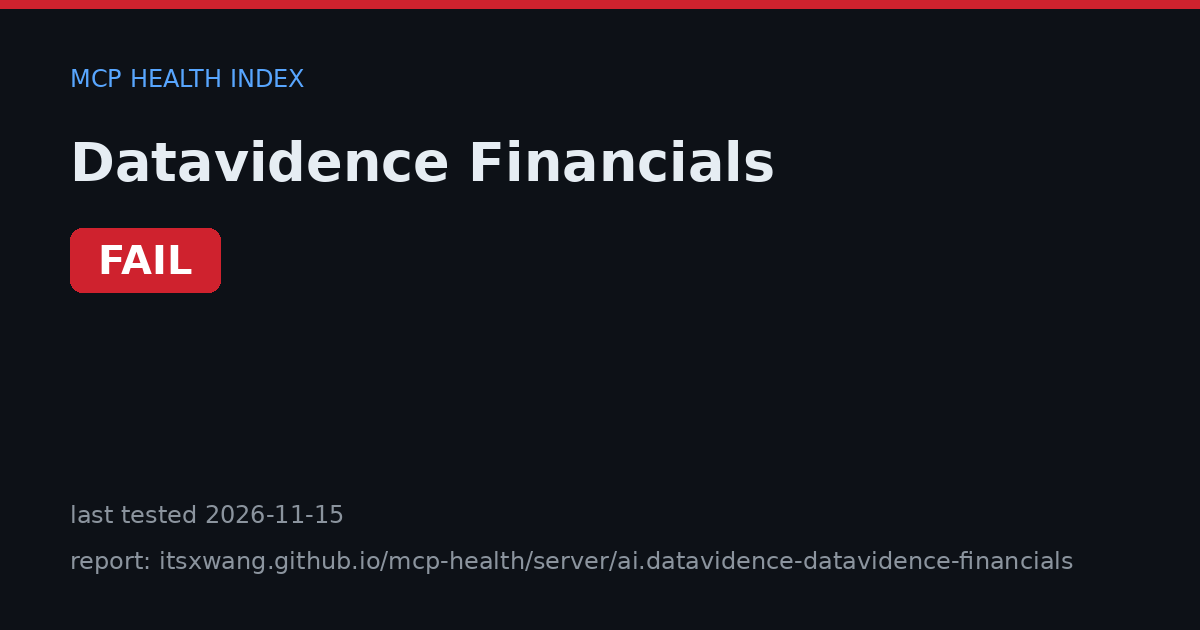 MCP HEALTH INDEX
Datavidence Financials
FAIL
last tested 2026-11-15
report: itsxwang.github.io/mcp-health/server/ai.datavidence-datavidence-financials